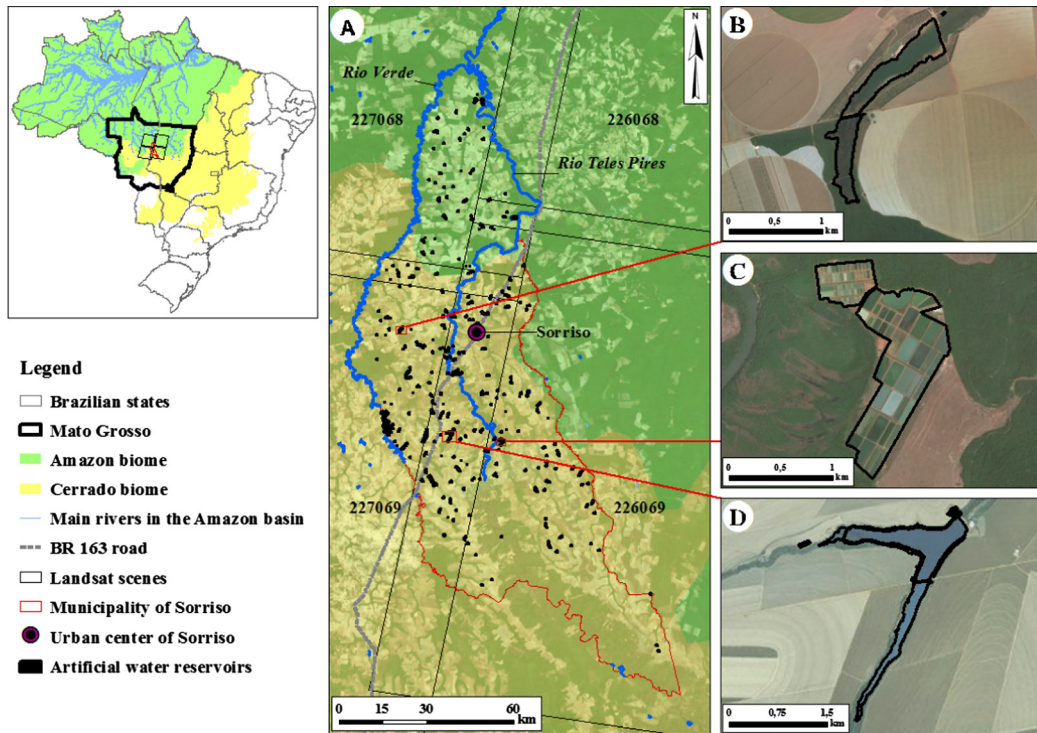 Legend
Brazilian states
Mato Grosso
Amazon biome
Cerrado biome
Main rivers in the Amazon basin
BR 163 road
Landsat scenes
Municipality of Sorriso
Urban center of Sorriso
Artificial water reservoirs
A
N
Rio Verde
227068
226068
Rio Teles Pires
Sorriso
227069
226069
0 15 30 60
km
B
0 0,5 1
km
C
0 0,5 1
km
D
0 0,75 1,5
km